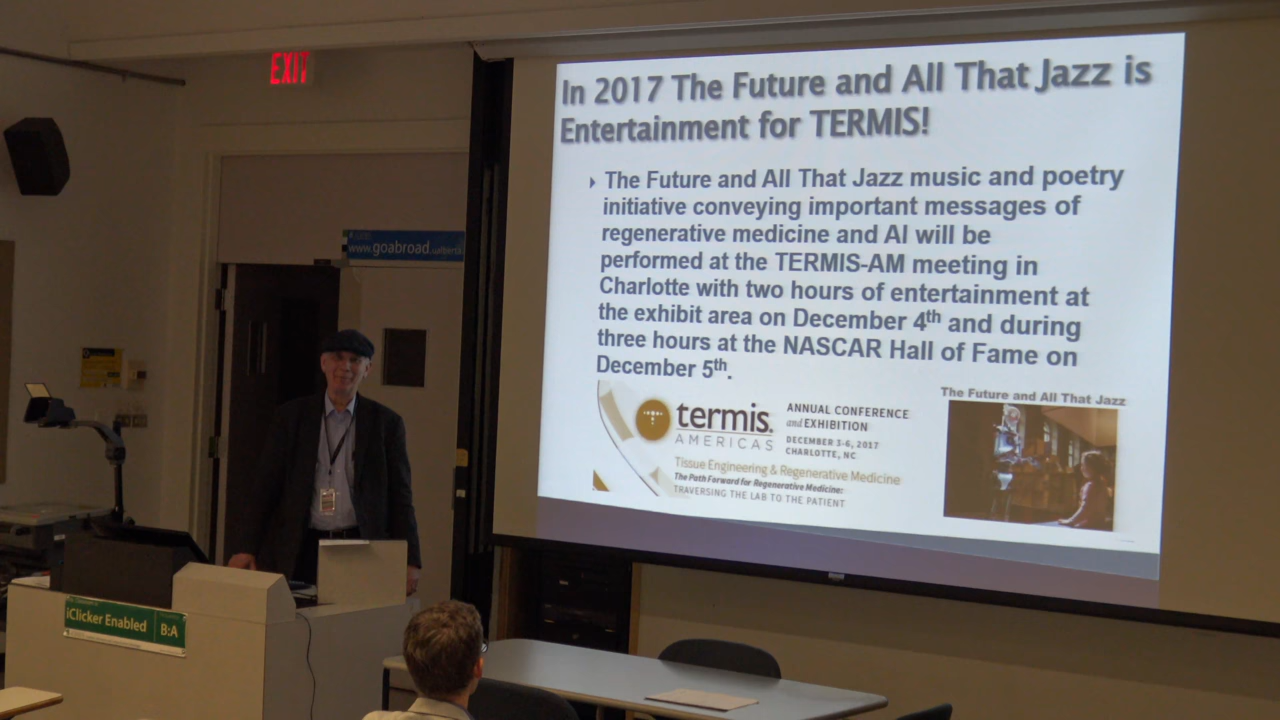 EXIT
In 2017 The Future and All That Jazz is
Entertainment for TERMIS!
The Future and All That Jazz music and poetry
initiative conveying important messages of
regenerative medicine and AI will be
performed at the TERMIS-AM meeting in
Charlotte with two hours of entertainment at
the exhibit area on December 4th and during
three hours at the NASCAR Hall of Fame on
December 5th.
termis.
AMERICAS
ANNUAL CONFERENCE
and EXHIBITION
DECEMBER 3-6, 2017
CHARLOTTE, NC
Tissue Engineering & Regenerative Medicine
The Path Forward for Regenerative Medicine:
TRAVERSING THE LAB TO THE PATIENT
The Future and All That Jazz
www.goabroad.ualberta
iClicker Enabled
B:A